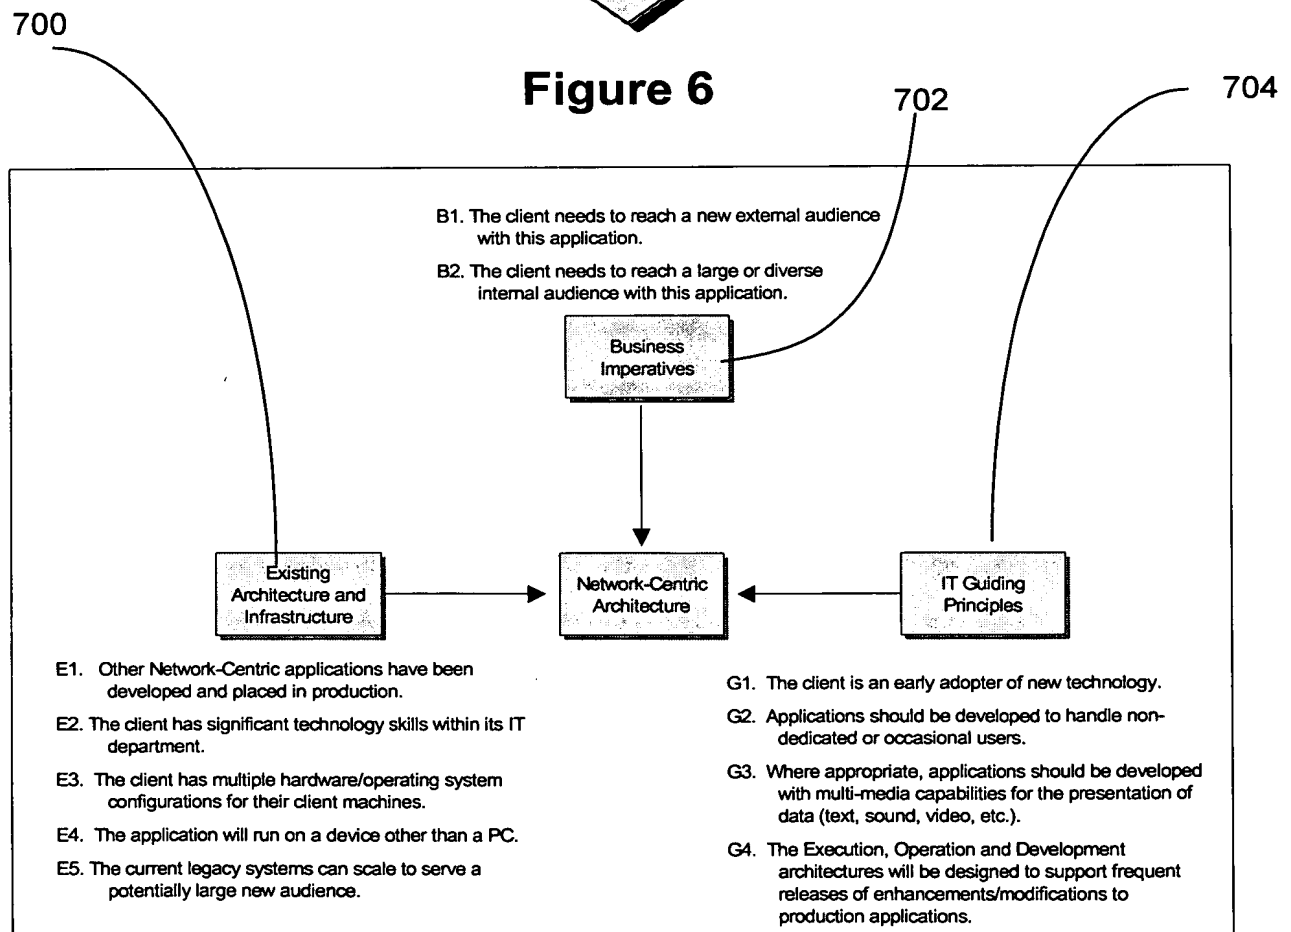 700
Figure 6
702
704
B1. The client needs to reach a new external audience
with this application.
B2. The client needs to reach a large or diverse
internal audience with this application.
Business
Imperatives
Existing
Architecture and
Infrastructure
Network-Centric
Architecture
IT Guiding
Principles
E1. Other Network-Centric applications have been
developed and placed in production.
E2. The client has significant technology skills within its IT
department.
E3. The client has multiple hardware/operating system
configurations for their client machines.
E4. The application will run on a device other than a PC.
E5. The current legacy systems can scale to serve a
potentially large new audience.
G1. The client is an early adopter of new technology.
G2. Applications should be developed to handle non-
dedicated or occasional users.
G3. Where appropriate, applications should be developed
with multi-media capabilities for the presentation of
data (text, sound, video, etc.).
G4. The Execution, Operation and Development
architectures will be designed to support frequent
releases of enhancements/modifications to
production applications.